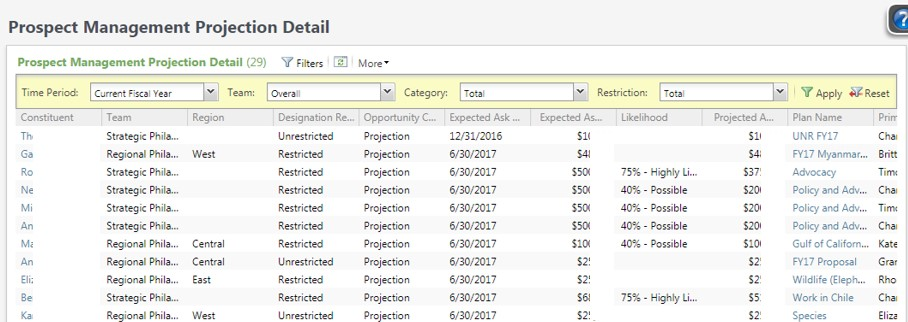 Prospect Management Projection Detail
?
Prospect Management Projection Detail (29) Filters More
Time Period: Current Fiscal Year Team: Overall Category: Total Restriction: Total Apply Reset
Constituent Team Region Designation Re... Opportunity C... Expected Ask ... Expected As... Likelihood Projected A... Plan Name Prim
Th Strategic Phila... Unrestricted Projection 12/31/2016 $10 $10 UNR FY17 Chan
Ga Regional Phila... West Restricted Projection 6/30/2017 $48 $48 FY17 Myanmar... Britt
Ro Strategic Phila... Restricted Projection 6/30/2017 $500 75% - Highly Li... $375 Advocacy Timo
Ne Strategic Phila... Restricted Projection 6/30/2017 $500 40% - Possible $200 Policy and Adv... Chan
Mi Strategic Phila... Restricted Projection 6/30/2017 $500 40% - Possible $200 Policy and Adv... Timo
An Strategic Phila... Restricted Projection 6/30/2017 $500 40% - Possible $200 Policy and Adv... Chan
Ma Regional Phila... Central Restricted Projection 6/30/2017 $100 40% - Possible $100 Gulf of Californ... Kate
An Regional Phila... Central Unrestricted Projection 6/30/2017 $25 $25 FY17 Proposal Gran
Eli Regional Phila... East Restricted Projection 6/30/2017 $25 $25 Wildlife (Eleph... Rho
Be Strategic Phila... Restricted Projection 6/30/2017 $68 75% - Highly Li... $51 Work in Chile Chan
Kai Regional Phila... West Unrestricted Projection 6/30/2017 $25 $25 Species Eliza